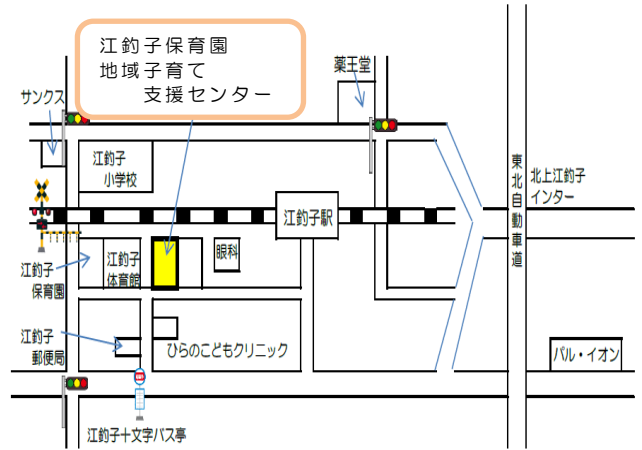 江釣子保育園
地域子育て
支援センター
薬王堂
サンクス
江釣子
小学校
東北自動車道
北上江釣子
インター
江釣子駅
江釣子
保育園
江釣子
体育館
眼科
江釣子
郵便局
ひらのこどもクリニック
パル・イオン
江釣子十文字バス亭